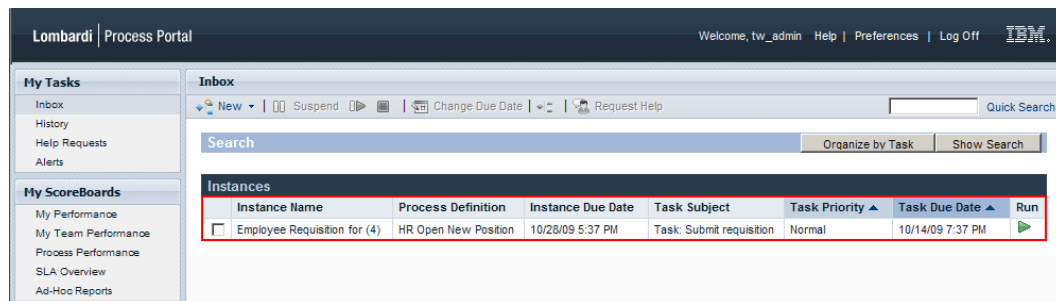 Lombardi | Process Portal
Welcome, tw_admin Help | Preferences | Log Off IBM.
My Tasks
Inbox
History
Help Requests
Alerts
My ScoreBoards
My Performance
My Team Performance
Process Performance
SLA Overview
Ad-Hoc Reports
Inbox
New Suspend Change Due Date Request Help Quick Search
Search Organize by Task Show Search
Instances
Instance Name Process Definition Instance Due Date Task Subject Task Priority Task Due Date Run
Employee Requisition for (4) HR Open New Position 10/28/09 5:37 PM Task: Submit requisition Normal 10/14/09 7:37 PM